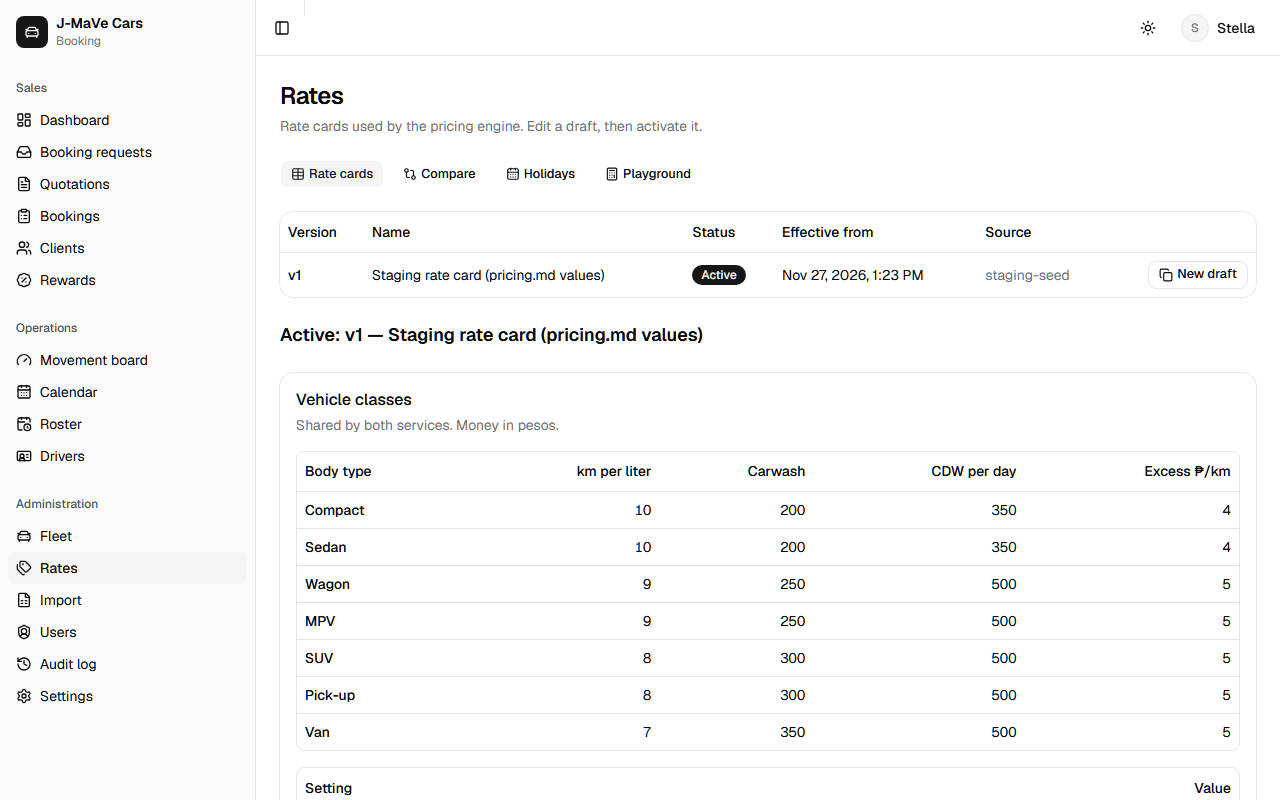 J-MaVe Cars
Booking
S
Stella
Sales
Dashboard
Booking requests
Quotations
Bookings
Clients
Rewards
Operations
Movement board
Calendar
Roster
Drivers
Administration
Fleet
Rates
Import
Users
Audit log
Settings
Rates
Rate cards used by the pricing engine. Edit a draft, then activate it.
Rate cards Compare Holidays Playground
Version Name Status Effective from Source
v1 Staging rate card (pricing.md values) Active Nov 27, 2026, 1:23 PM staging-seed New draft
Active: v1 — Staging rate card (pricing.md values)
Vehicle classes
Shared by both services. Money in pesos.
Body type km per liter Carwash CDW per day Excess ₱/km
Compact 10 200 350 4
Sedan 10 200 350 4
Wagon 9 250 500 5
MPV 9 250 500 5
SUV 8 300 500 5
Pick-up 8 300 500 5
Van 7 350 500 5
Setting Value